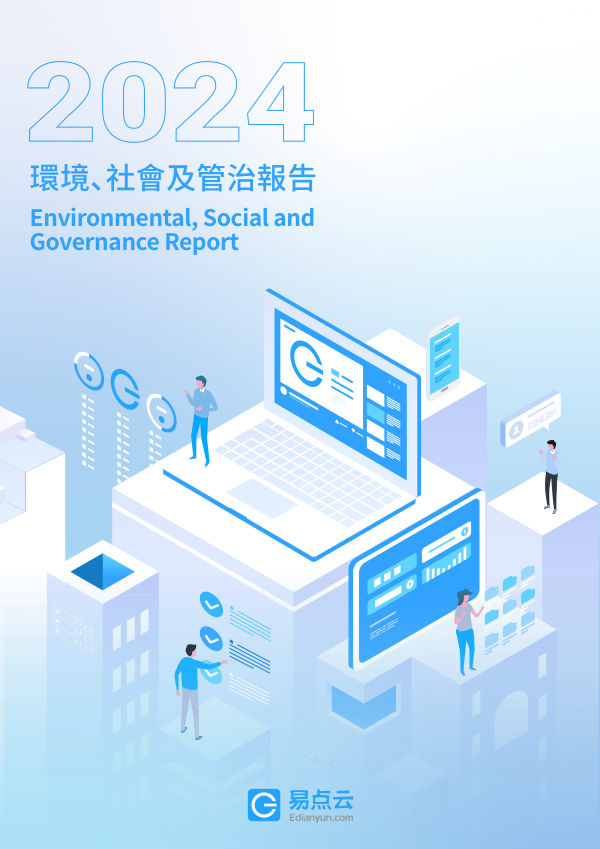 2024
環境、社會及管治報告
Environmental, Social and
Governance Report
易点云
Edianyun.com